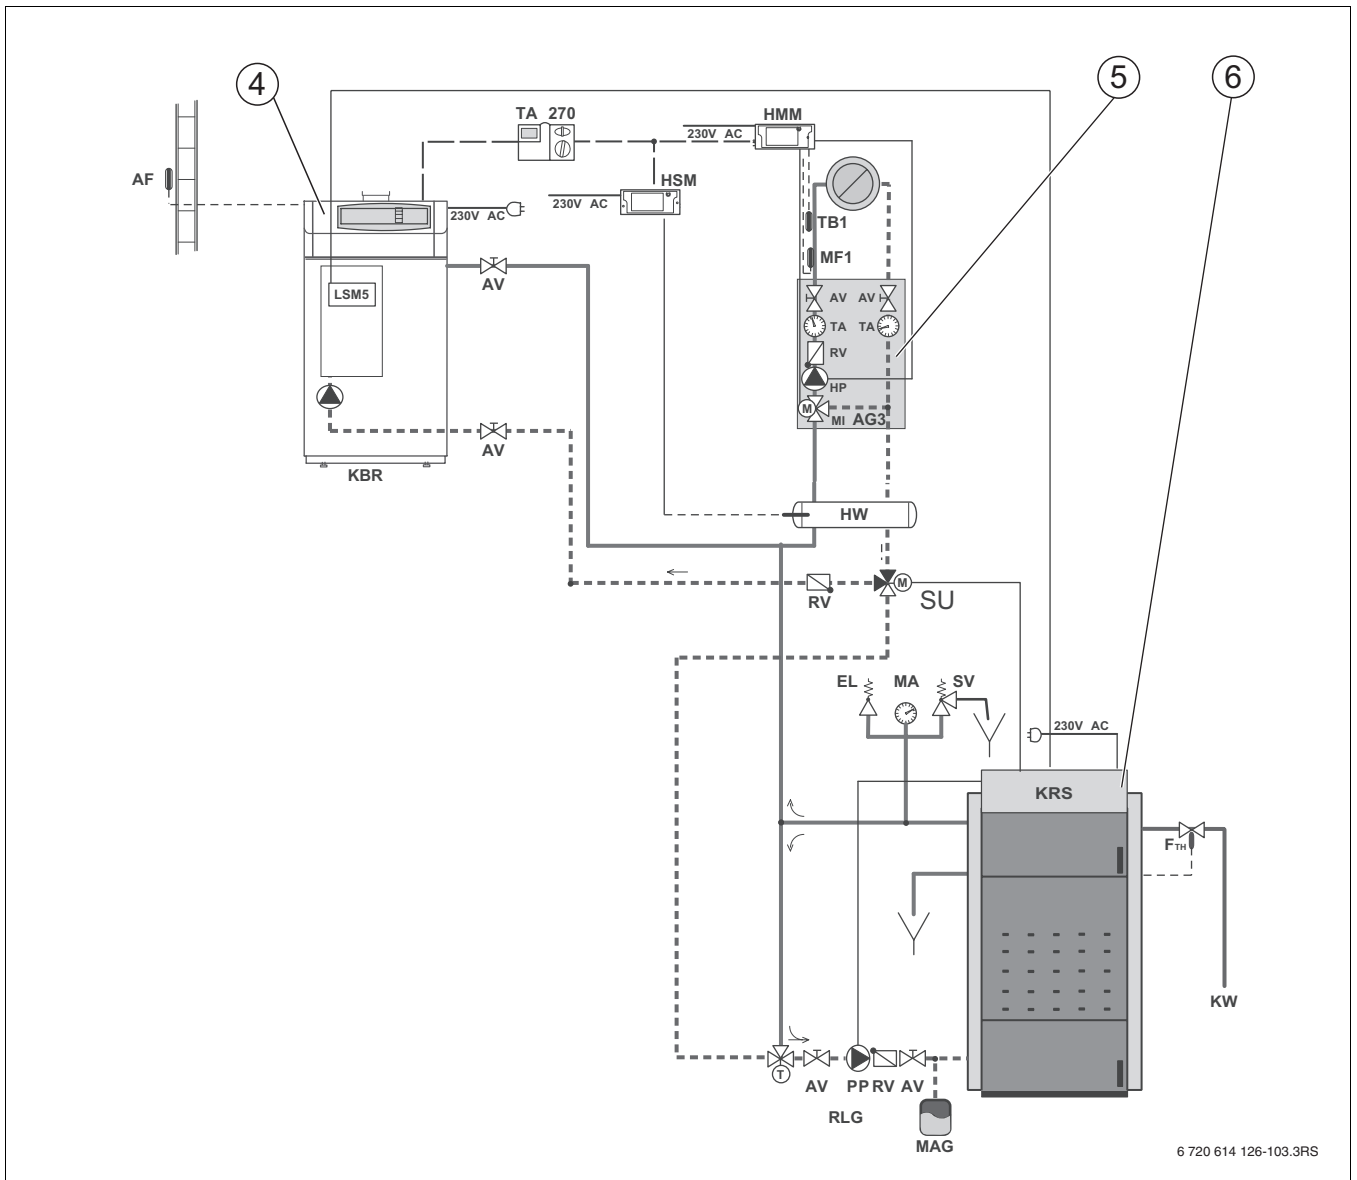 4
5
6
TA 270
HMM
230V AC
AF
HSM
230V AC
230V AC
TB1
MF1
AV
LSM5
AV AV
TA TA
RV
HP
M
MI AG3
AV
KBR
HW
RV
M
SU
EL MA SV
230V AC
KRS
FTH
KW
T
AV PP RV AV
RLG
MAG
6 720 614 126-103.3RS